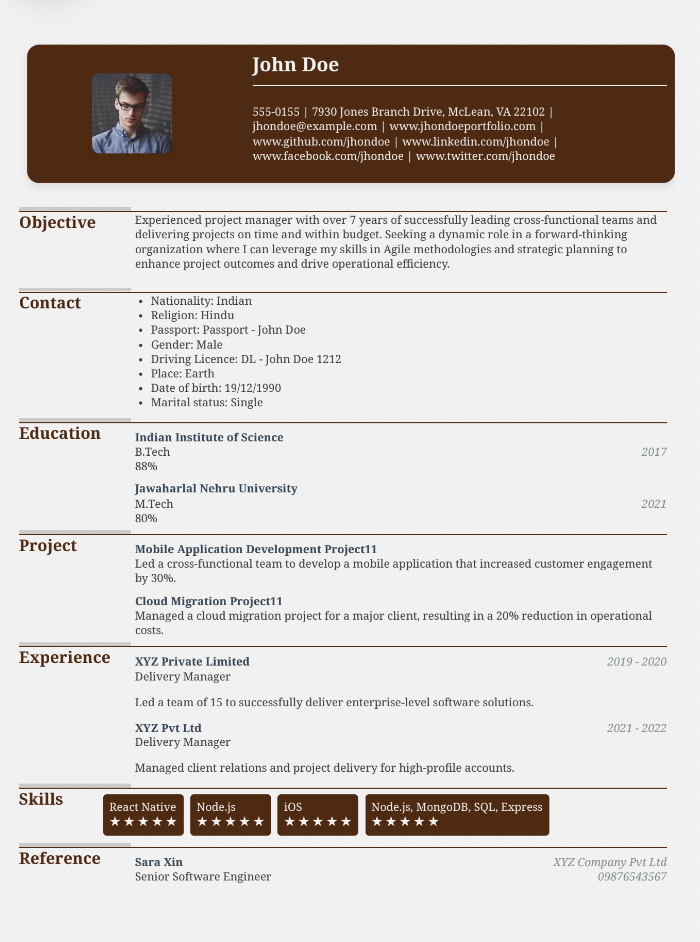 John Doe
555-0155 | 7930 Jones Branch Drive, McLean, VA 22102 |
jhondoe@example.com | www.jhondoeportfolio.com |
www.github.com/jhondoe | www.linkedin.com/jhondoe |
www.facebook.com/jhondoe | www.twitter.com/jhondoe
Objective
Experienced project manager with over 7 years of successfully leading cross-functional teams and
delivering projects on time and within budget. Seeking a dynamic role in a forward-thinking
organization where I can leverage my skills in Agile methodologies and strategic planning to
enhance project outcomes and drive operational efficiency.
Contact
• Nationality: Indian
• Religion: Hindu
• Passport: Passport - John Doe
• Gender: Male
• Driving Licence: DL - John Doe 1212
• Place: Earth
• Date of birth: 19/12/1990
• Marital status: Single
Education
Indian Institute of Science
B.Tech 2017
88%
Jawaharlal Nehru University
M.Tech 2021
80%
Project
Mobile Application Development Project11
Led a cross-functional team to develop a mobile application that increased customer engagement
by 30%.
Cloud Migration Project11
Managed a cloud migration project for a major client, resulting in a 20% reduction in operational
costs.
Experience
XYZ Private Limited 2019 - 2020
Delivery Manager
Led a team of 15 to successfully deliver enterprise-level software solutions.
XYZ Pvt Ltd 2021 - 2022
Delivery Manager
Managed client relations and project delivery for high-profile accounts.
Skills
React Native Node.js iOS Node.js, MongoDB, SQL, Express
★★★★★ ★★★★★ ★★★★★ ★★★★★
Reference
Sara Xin XYZ Company Pvt Ltd
Senior Software Engineer 09876543567